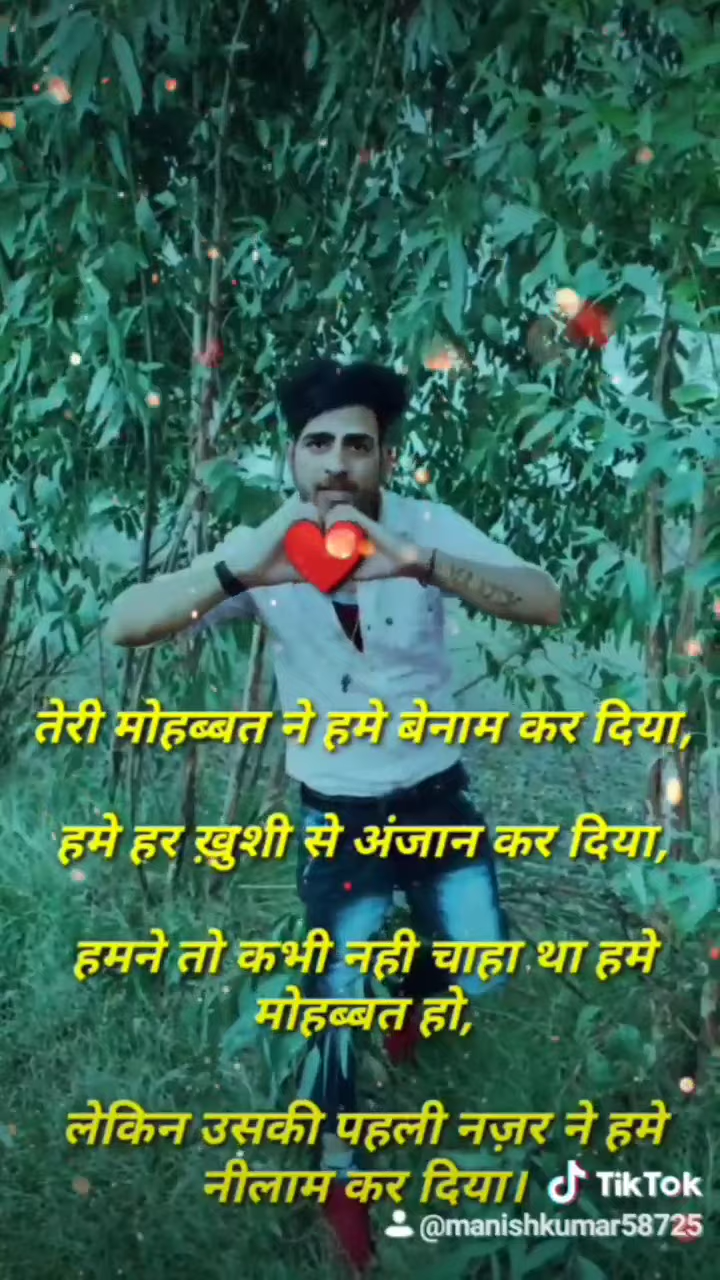 तेरी मोहब्बत ने हमे बेनाम कर दिया,
हमे हर ख़ुशी से अंजान कर दिया,
हमने तो कभी नही चाहा था हमे
मोहब्बत हो,
लेकिन उसकी पहली नज़र ने हमे
नीलाम कर दिया।
TikTok
@manishkumar58725